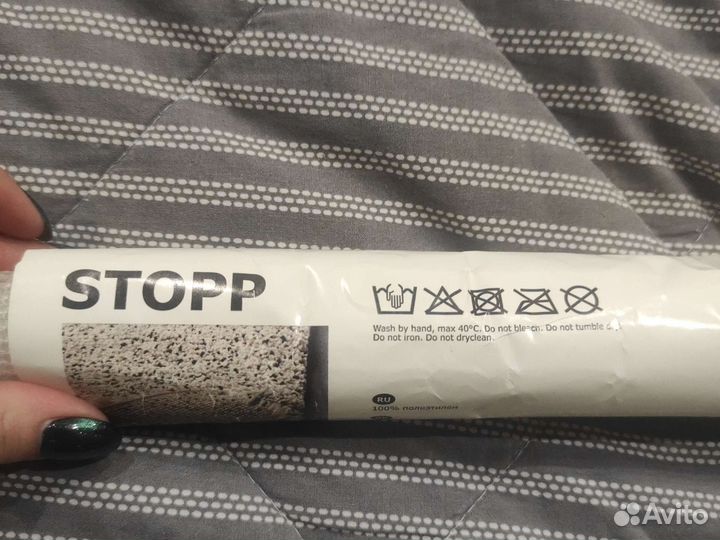 STOPP
Wash by hand, max 40°C. Do not bleach. Do not tumble dry.
Do not iron. Do not dryclean.
RU
100% полиэтилен
Avito